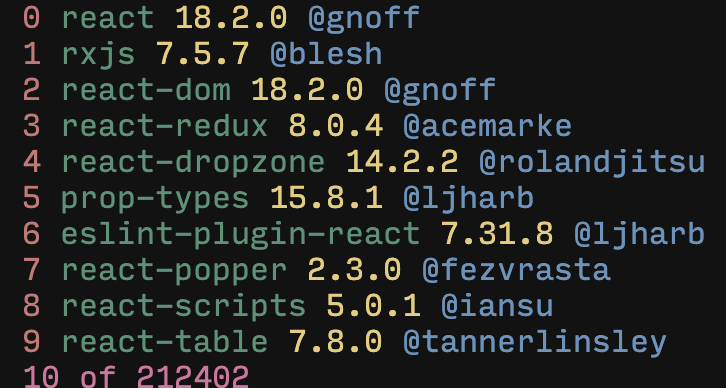 0 react 18.2.0 @gnoff
1 rxjs 7.5.7 @blesh
2 react-dom 18.2.0 @gnoff
3 react-redux 8.0.4 @acemarke
4 react-dropzone 14.2.2 @rolandjitsu
5 prop-types 15.8.1 @ljharb
6 eslint-plugin-react 7.31.8 @ljharb
7 react-popper 2.3.0 @fezvrasta
8 react-scripts 5.0.1 @iansu
9 react-table 7.8.0 @tannerlinsley
10 of 212402